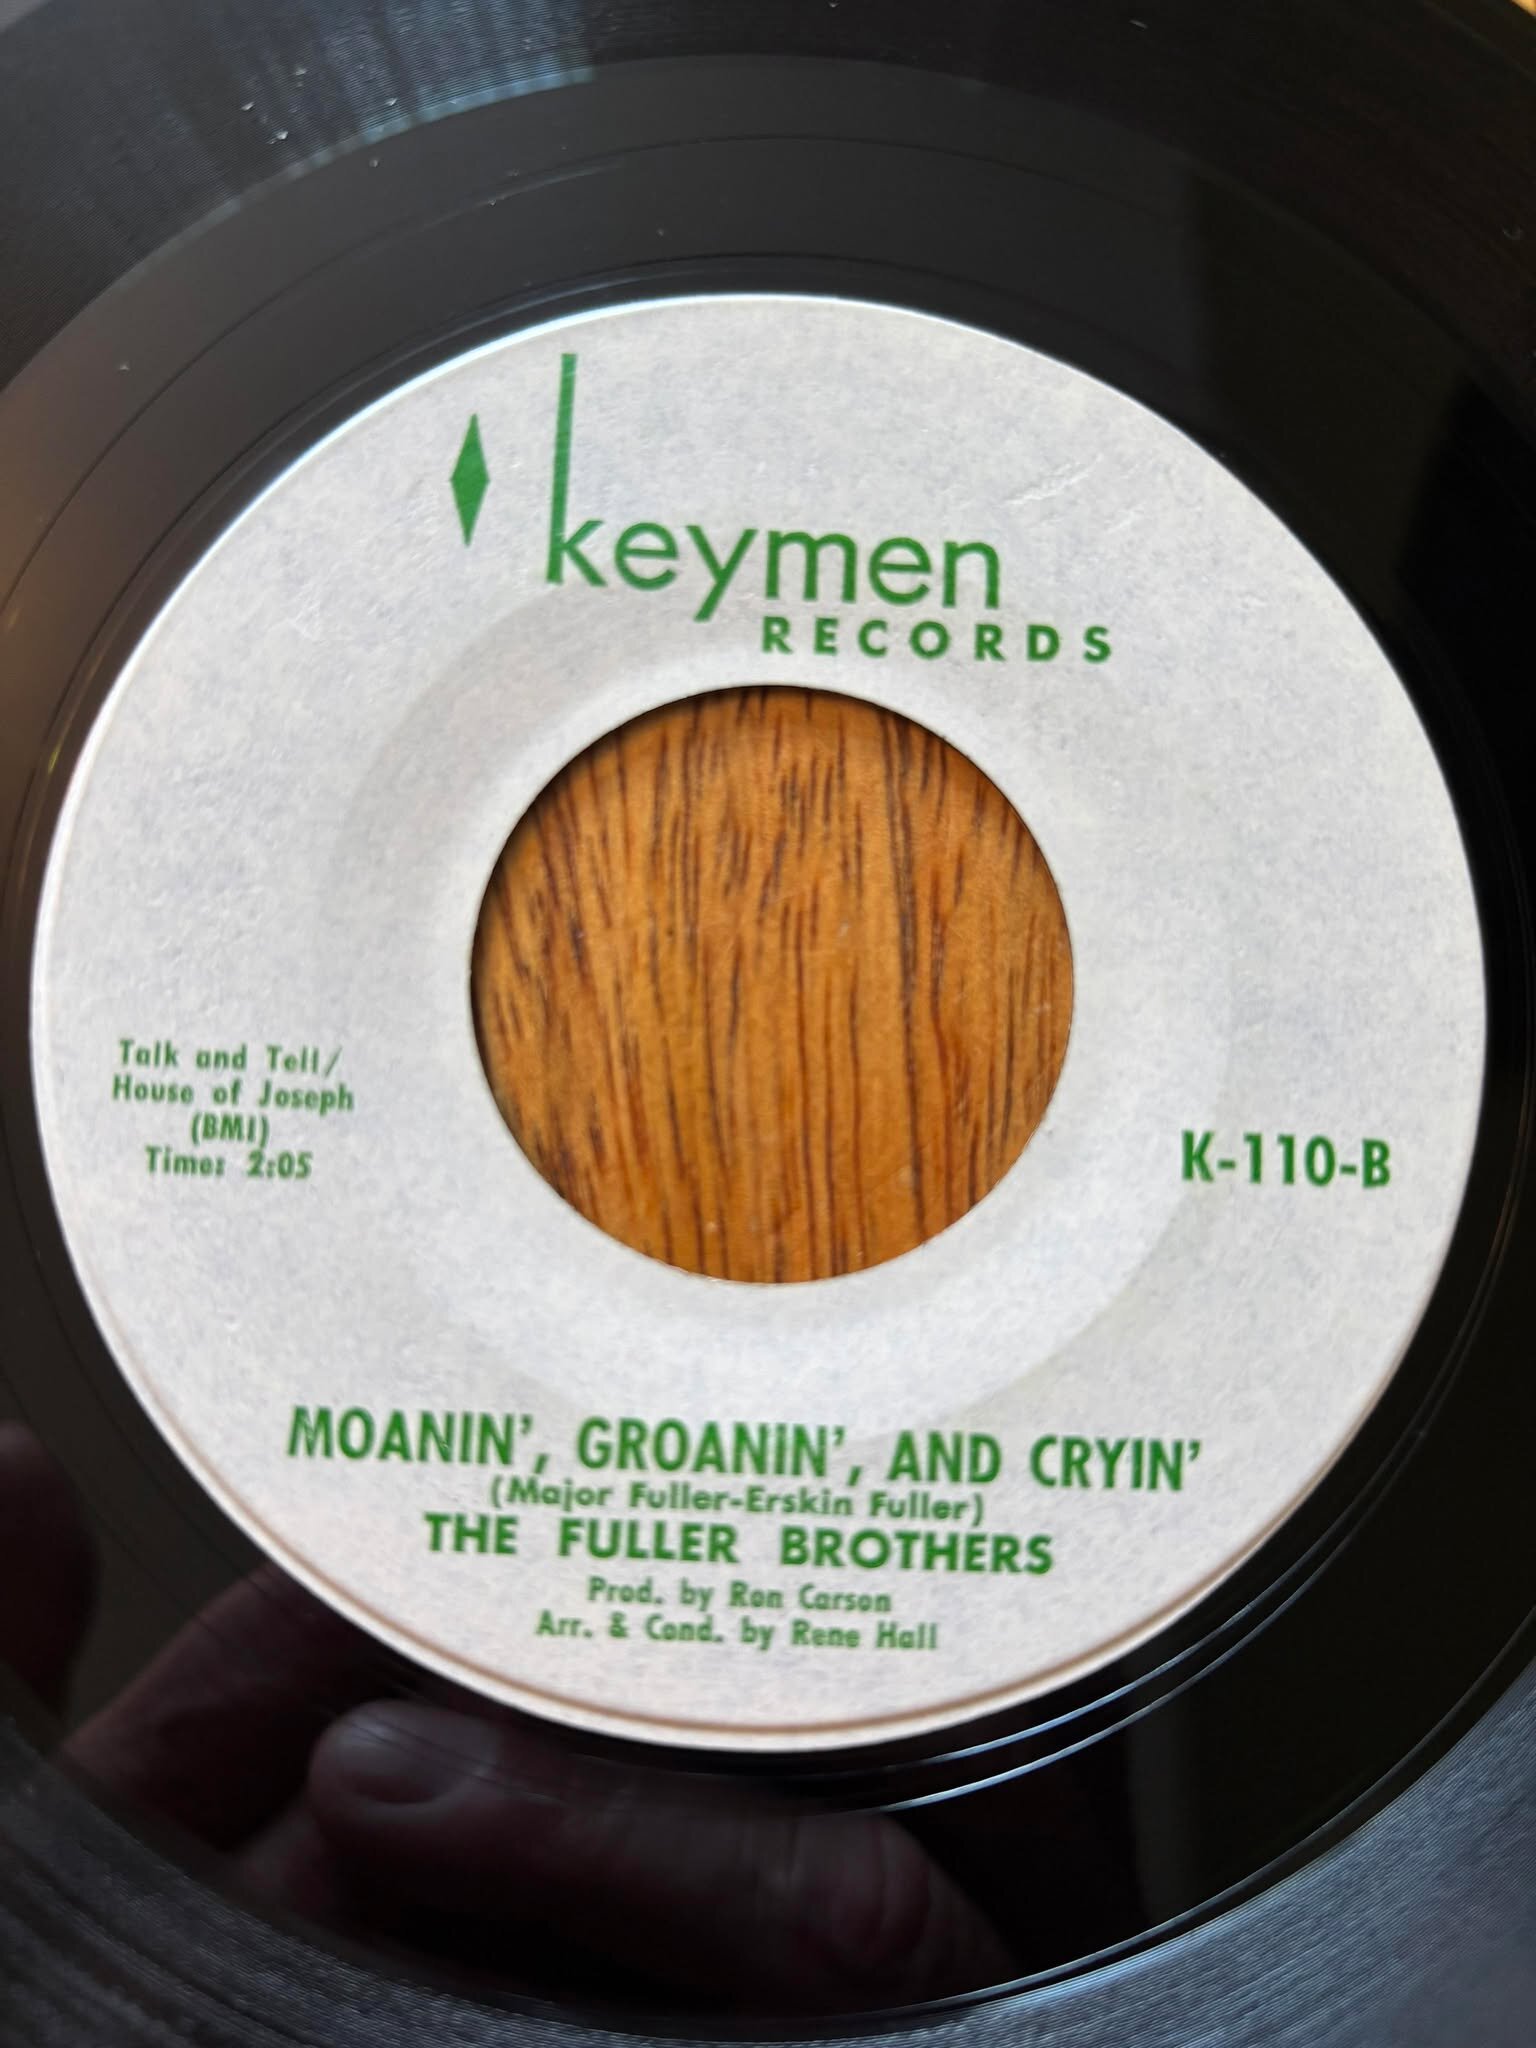 keymen
RECORDS
Talk and Tell/
House of Joseph
(BMI)
Time: 2:05
K-110-B
MOANIN', GROANIN', AND CRYIN'
(Major Fuller-Erskin Fuller)
THE FULLER BROTHERS
Prod. by Ron Carson
Arr. & Cond. by Rene Hall